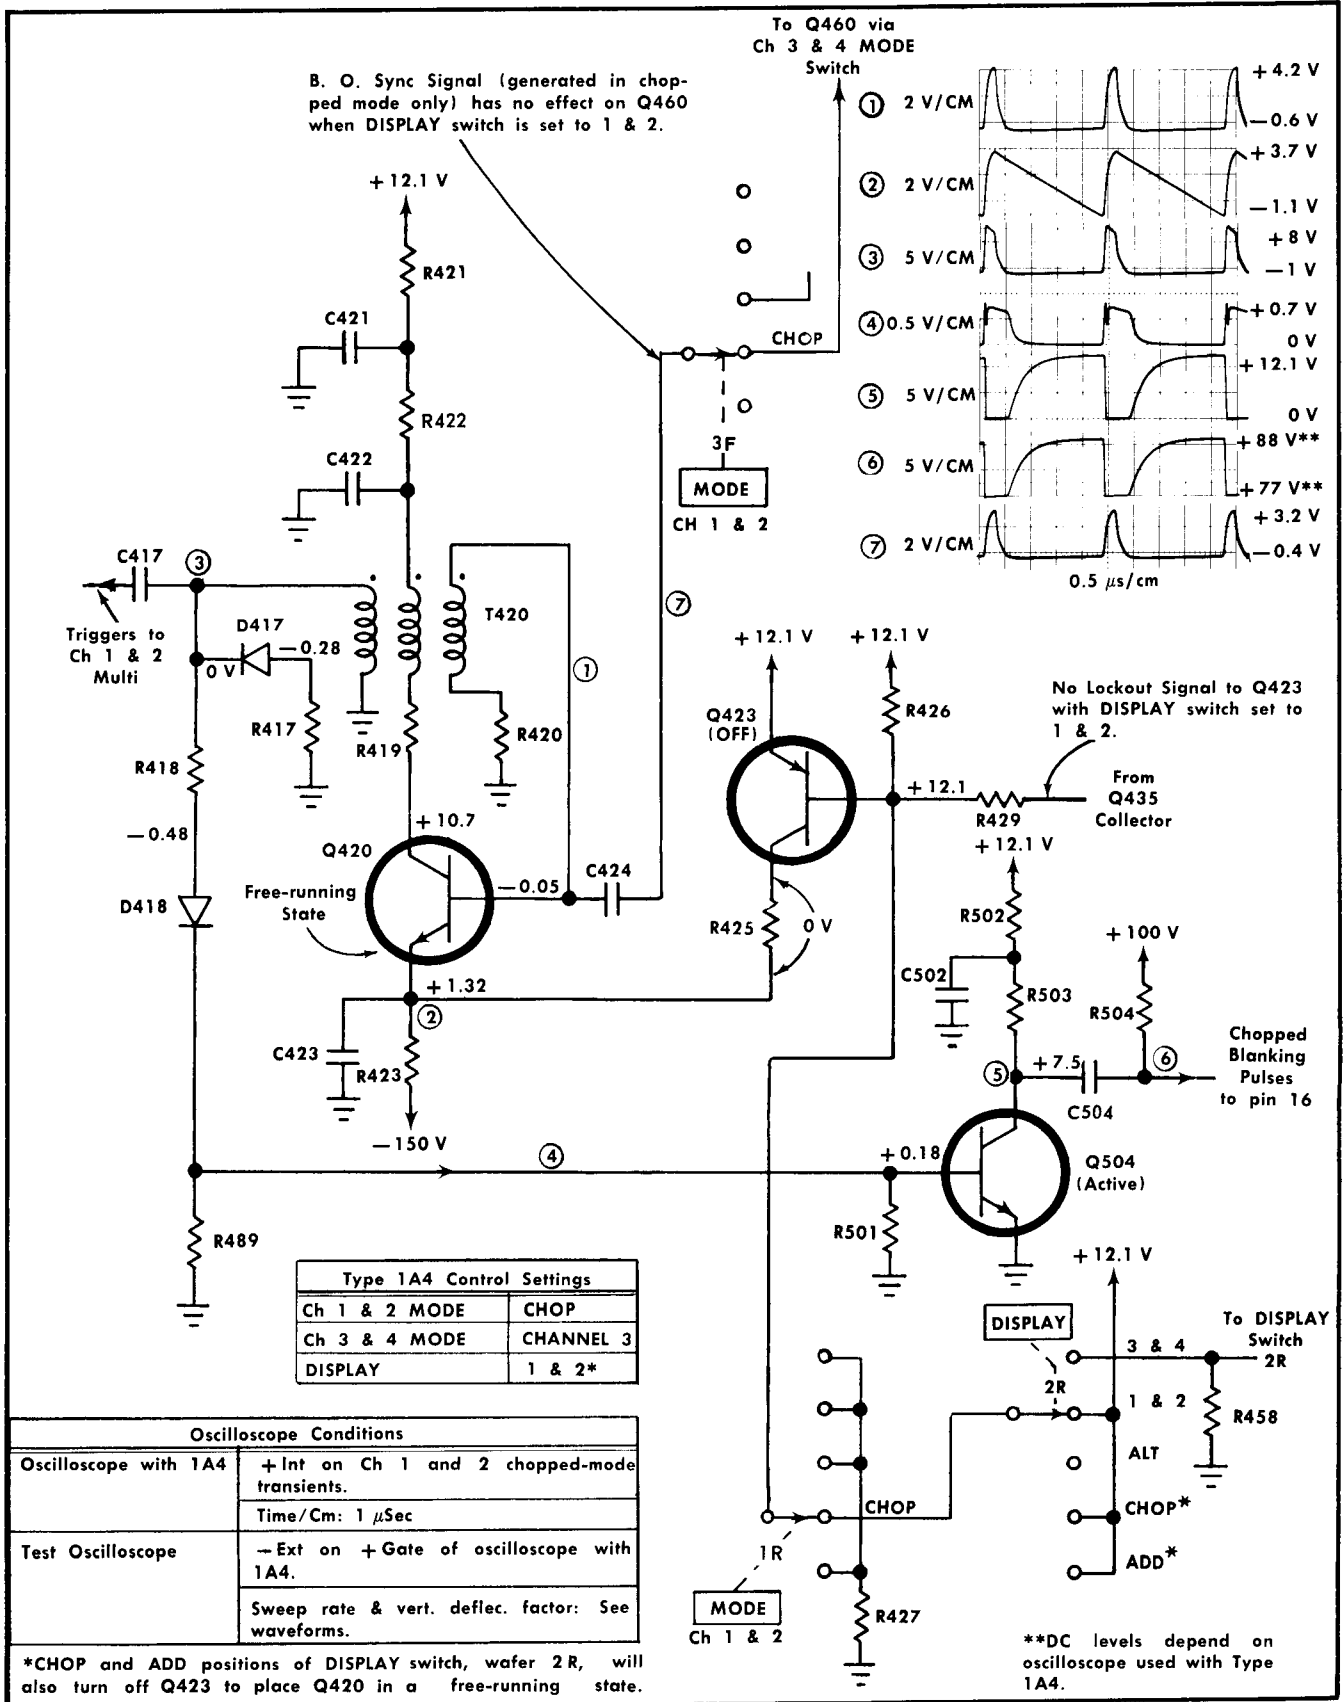 To Q460 via
Ch 3 & 4 MODE
Switch
B. O. Sync Signal (generated in chop-
ped mode only) has no effect on Q460
when DISPLAY switch is set to 1 & 2.
① 2 V/CM
+ 4.2 V
— 0.6 V
② 2 V/CM
+ 3.7 V
— 1.1 V
③ 5 V/CM
+ 8 V
— 1 V
④ 0.5 V/CM
+ 0.7 V
0 V
⑤ 5 V/CM
+ 12.1 V
0 V
⑥ 5 V/CM
+ 88 V**
+ 77 V**
⑦ 2 V/CM
+ 3.2 V
— 0.4 V
0.5 μs/cm
+ 12.1 V
R421
C421
R422
C422
CHOP
3F
MODE
CH 1 & 2
C417
③
Triggers to
Ch 1 & 2
Multi
D417
— 0.28
0 V
R417
R418
— 0.48
D418
T420
①
⑦
R419
R420
+ 10.7
Q420
Free-running
State
— 0.05
C424
+ 1.32
②
C423
R423
— 150 V
+ 12.1 V
+ 12.1 V
Q423
(OFF)
R426
No Lockout Signal to Q423
with DISPLAY switch set to
1 & 2.
+ 12.1
R429
From
Q435
Collector
R425
0 V
+ 12.1 V
R502
C502
R503
+ 100 V
R504
⑤
+ 7.5
C504
⑥
Chopped
Blanking
Pulses
to pin 16
④
+ 0.18
Q504
(Active)
R501
R489
Type 1A4 Control Settings
Ch 1 & 2 MODE CHOP
Ch 3 & 4 MODE CHANNEL 3
DISPLAY 1 & 2*
+ 12.1 V
DISPLAY
3 & 4
To DISPLAY
Switch
2R
2R
1 & 2
R458
ALT
CHOP*
ADD*
CHOP
1R
MODE
Ch 1 & 2
R427
Oscilloscope Conditions
Oscilloscope with 1A4
+ Int on Ch 1 and 2 chopped-mode
transients.
Time/Cm: 1 μSec
Test Oscilloscope
— Ext on + Gate of oscilloscope with
1A4.
Sweep rate & vert. deflec. factor: See
waveforms.
*CHOP and ADD positions of DISPLAY switch, wafer 2R, will
also turn off Q423 to place Q420 in a free-running state.
**DC levels depend on
oscilloscope used with Type
1A4.